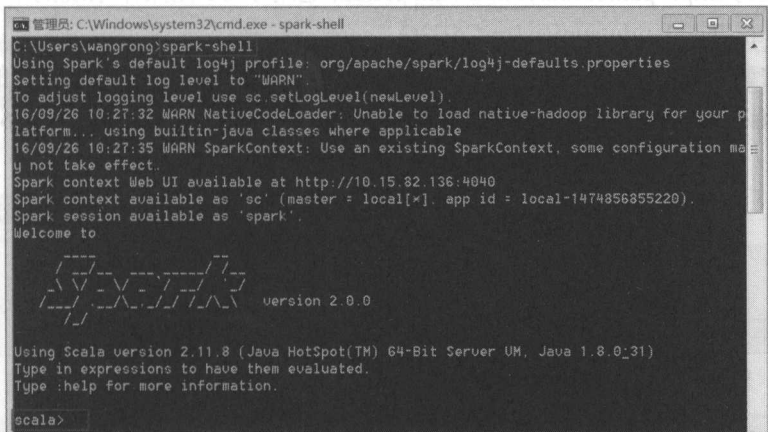 管理员: C:\Windows\system32\cmd.exe - spark-shell
C:\Users\wangrong>spark-shell
Using Spark's default log4j profile: org/apache/spark/log4j-defaults.properties
Setting default log level to "WARN".
To adjust logging level use sc.setLogLevel(newLevel).
16/09/26 10:27:32 WARN NativeCodeLoader: Unable to load native-hadoop library for your p
latform... using builtin-java classes where applicable
16/09/26 10:27:35 WARN SparkContext: Use an existing SparkContext, some configuration ma
y not take effect.
Spark context Web UI available at http://10.15.82.136:4040
Spark context available as 'sc' (master = local[*], app id = local-1474856855220).
Spark session available as 'spark'.
Welcome to
Spark version 2.0.0
Using Scala version 2.11.8 (Java HotSpot(TM) 64-Bit Server VM, Java 1.8.0_31)
Type in expressions to have them evaluated.
Type :help for more information.
scala>